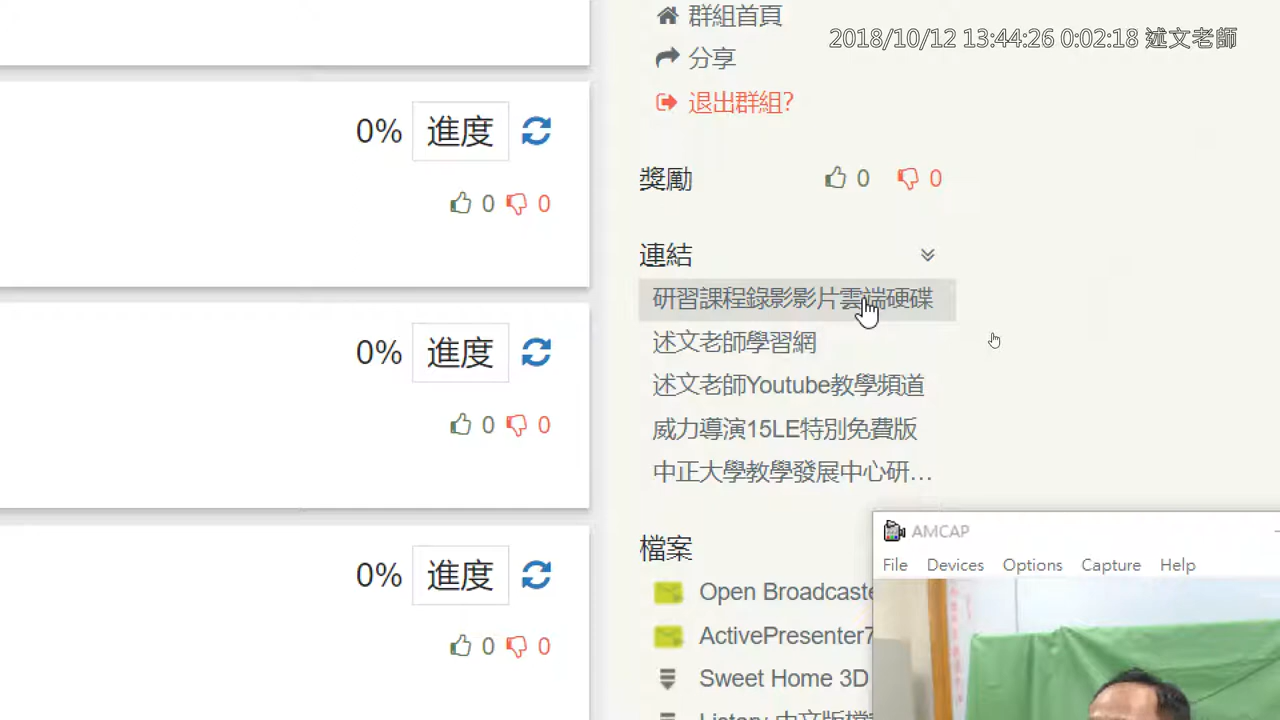 群組首頁
2018/10/12 13:44:26 0:02:18 述文老師
分享
退出群組?
0% 進度
0 0
獎勵 0 0
連結
研習課程錄影影片雲端硬碟
述文老師學習網
0% 進度
述文老師Youtube教學頻道
0 0
威力導演15LE特別免費版
中正大學教學發展中心研…
AMCAP
檔案
File Devices Options Capture Help
0% 進度
Open Broadcaste
ActivePresenter7
0 0
Sweet Home 3D
Listary 中文版檔